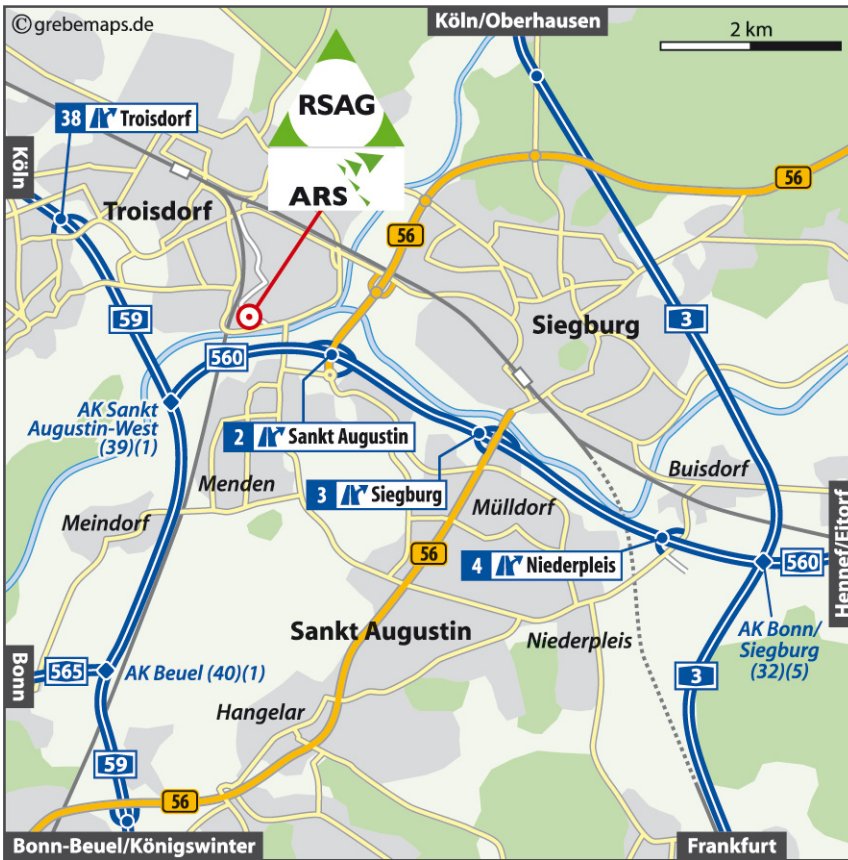 ©grebemaps.de
Köln/Oberhausen
2 km
RSAG
ARS
38 Troisdorf
Köln
Troisdorf
56
56
59
3
Siegburg
560
AK Sankt
Augustin-West
(39)(1)
2 Sankt Augustin
3 Siegburg
Menden
Meindorf
Mülldorf
Buisdorf
56
4 Niederpleis
560
Hennef/Eitorf
Sankt Augustin
Niederpleis
AK Bonn/
Siegburg
(32)(5)
Bonn
565
AK Beuel (40)(1)
3
Hangelar
59
56
Bonn-Beuel/Königswinter
Frankfurt